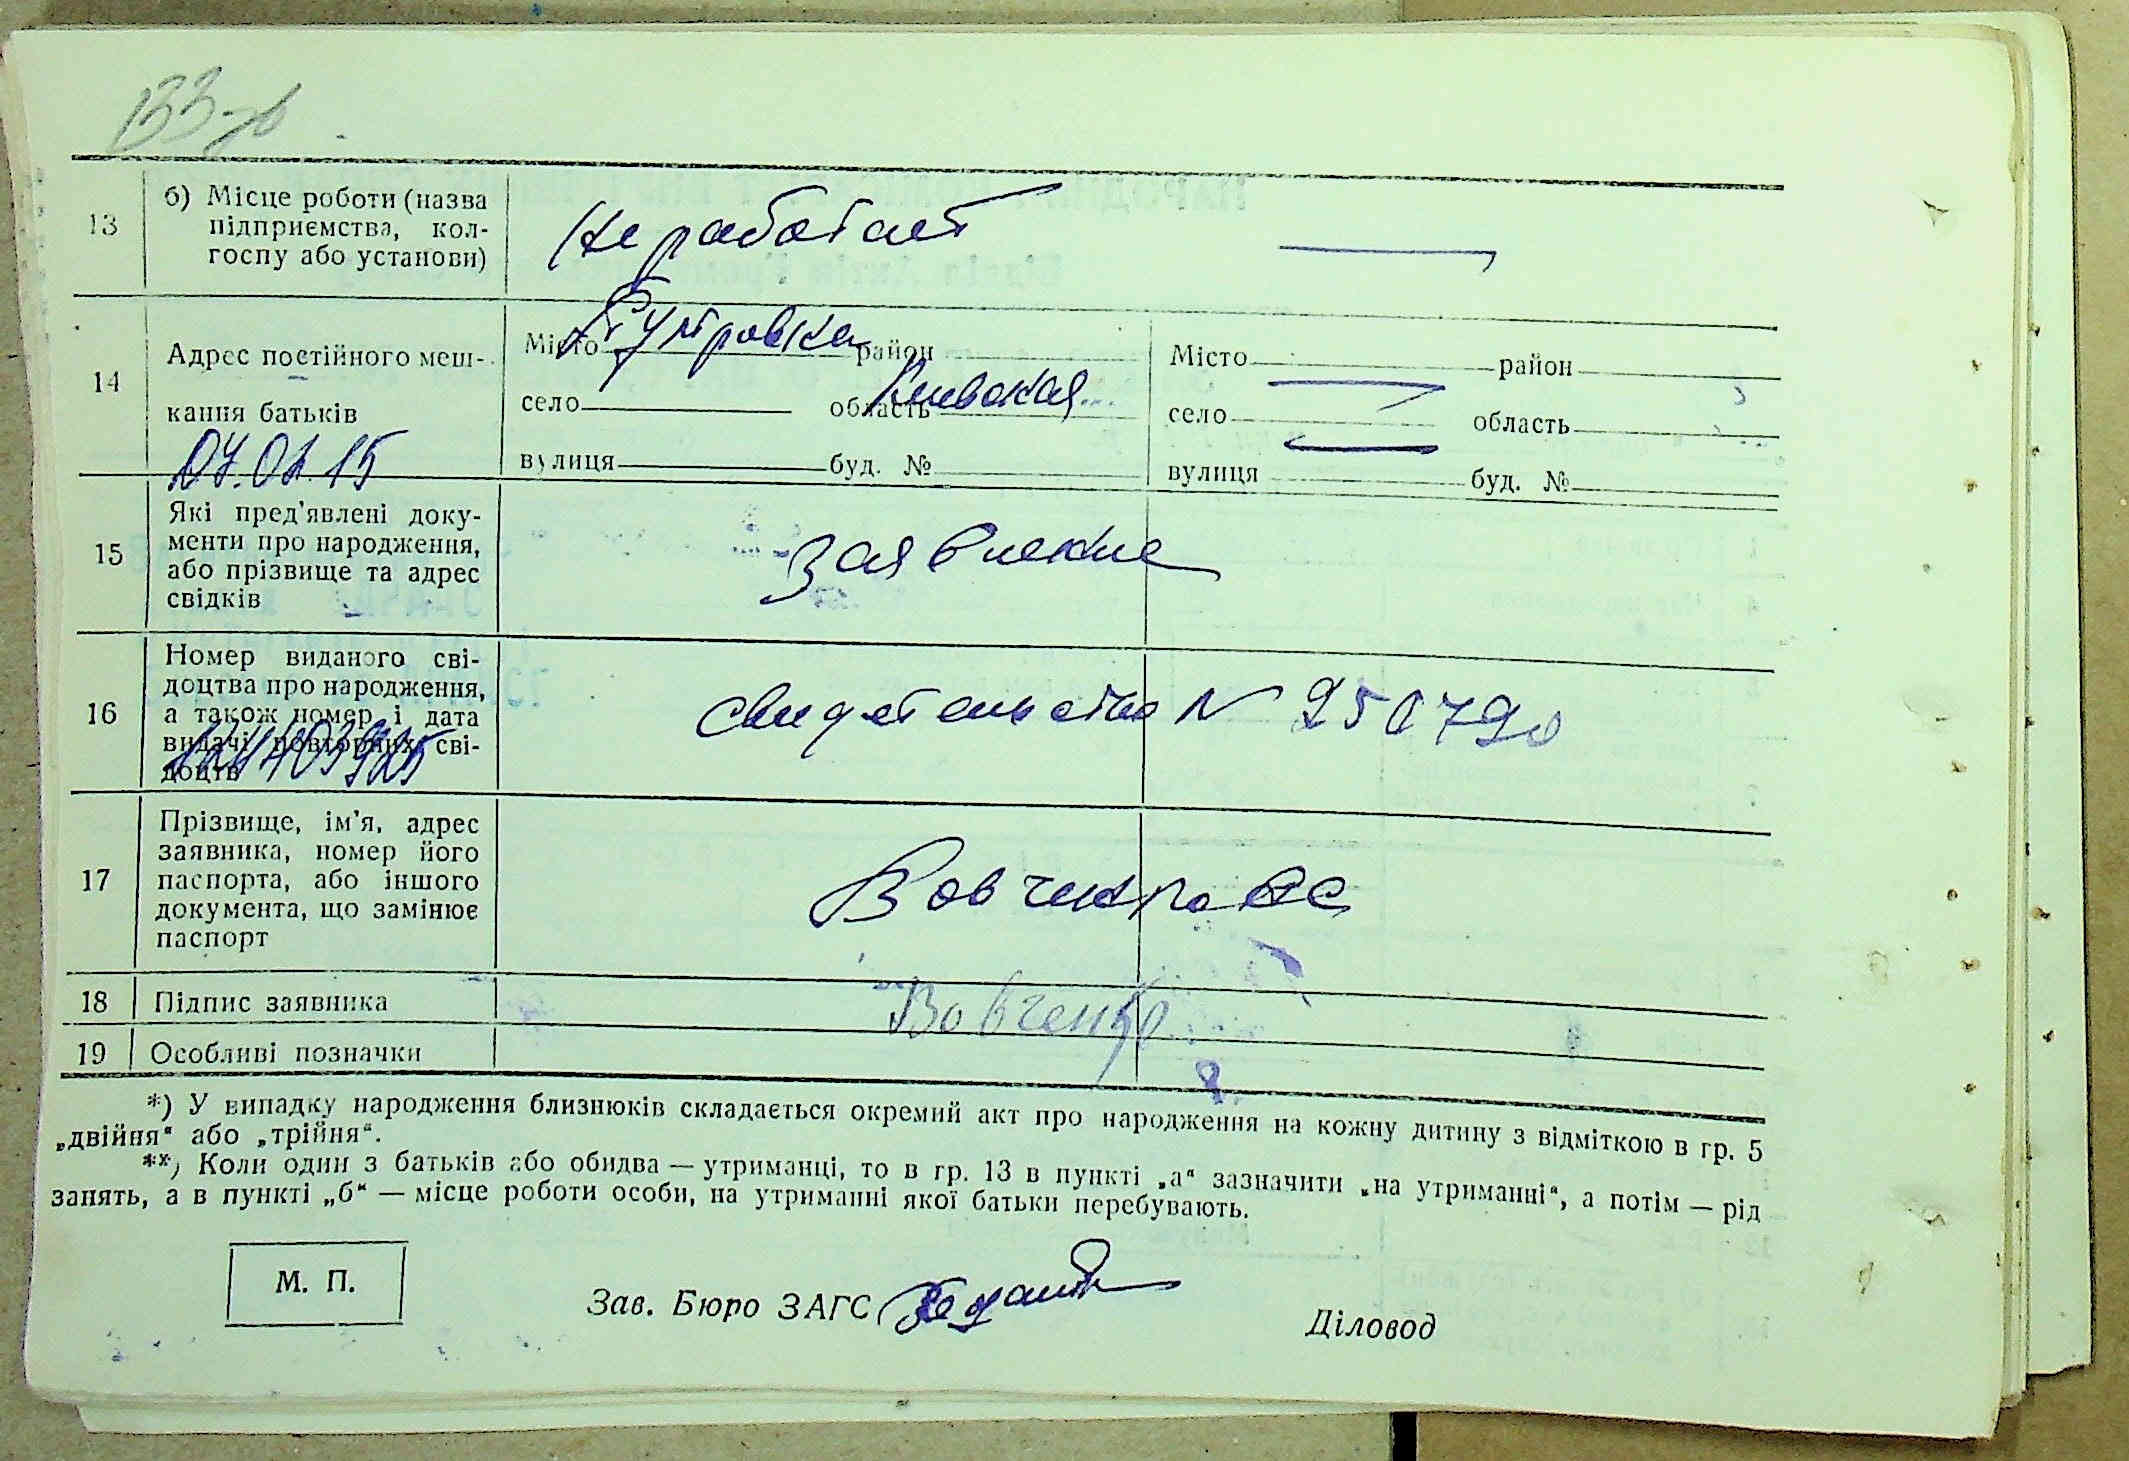 133-зв
13 б) Місце роботи (назва
підприємства, кол-
госпу або установи)
Не работает
14 Адрес постійного меш-
кання батьків
07.02.15
Місто район
село область Киевская
вулиця буд. №
Місто район
село область
вулиця буд. №
15 Які пред'явлені доку-
менти про народження,
або прізвище та адрес
свідків
Заявление
16 Номер виданого сві-
доцтва про народження,
а також номер і дата
видачі повторних сві-
доцтв
свидетельство N
17 Прізвище, ім'я, адрес
заявника, номер його
паспорта, або іншого
документа, що замінює
паспорт
18 Підпис заявника
Вовченко
19 Особливі позначки
*) У випадку народження близнюків складається окремий акт про народження на кожну дитину з відміткою в гр. 5
„двійня“ або „трійня“.
**) Коли один з батьків або обидва — утриманці, то в гр. 13 в пункті „а“ зазначити „на утриманні“, а потім — рід
занять, а в пункті „б“ — місце роботи особи, на утриманні якої батьки перебувають.
М. П.
Зав. Бюро ЗАГС
Діловод